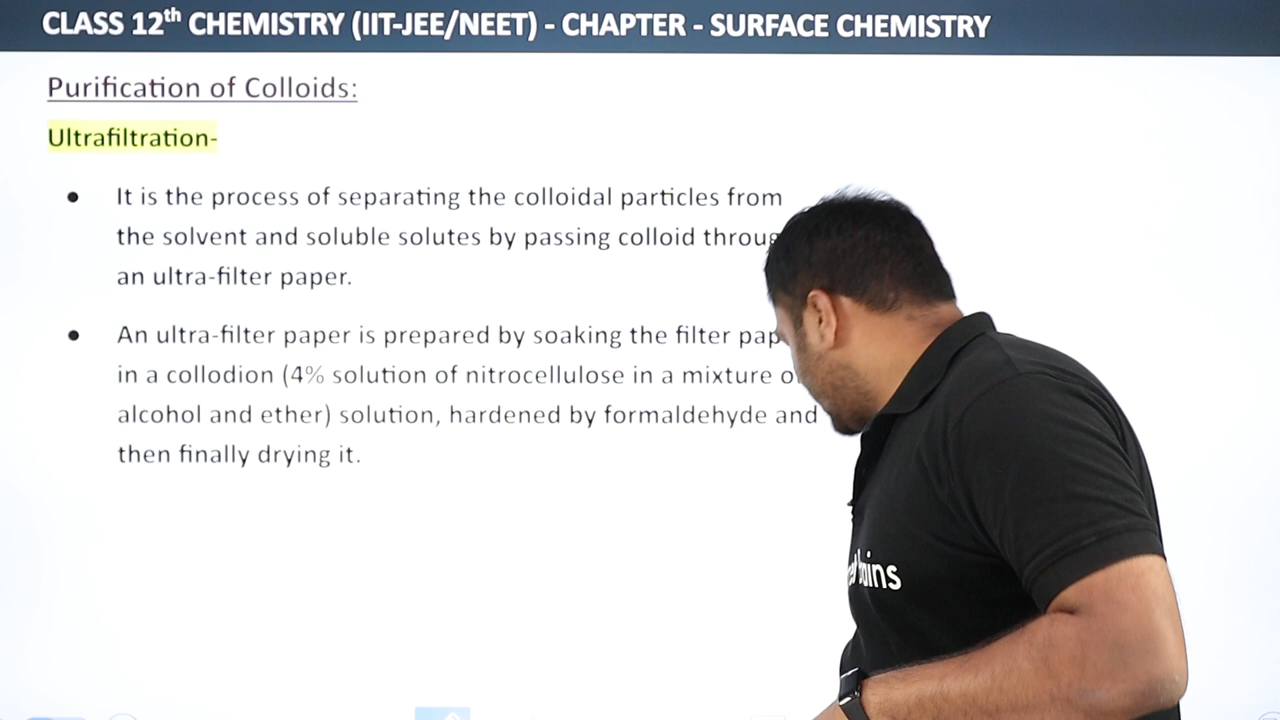 CLASS 12th CHEMISTRY (IIT-JEE/NEET) - CHAPTER - SURFACE CHEMISTRY
Purification of Colloids:
Ultrafiltration-
● It is the process of separating the colloidal particles from
the solvent and soluble solutes by passing colloid throug
an ultra-filter paper.
● An ultra-filter paper is prepared by soaking the filter pap
in a collodion (4% solution of nitrocellulose in a mixture o
alcohol and ether) solution, hardened by formaldehyde and
then finally drying it.
ains